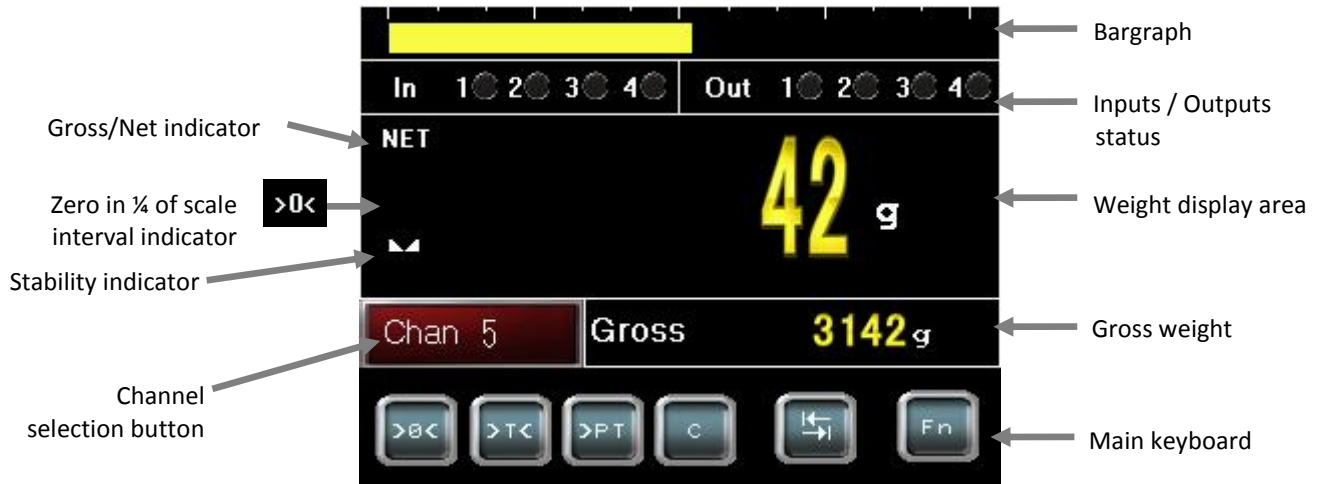 Bargraph
In 1 2 3 4 Out 1 2 3 4
Inputs / Outputs
status
Gross/Net indicator
NET
42 g
Weight display area
Zero in ¼ of scale
interval indicator
>0<
Stability indicator
Chan 5 Gross 3142 g
Gross weight
Channel
selection button
>0< >T< >PT C Fn
Main keyboard